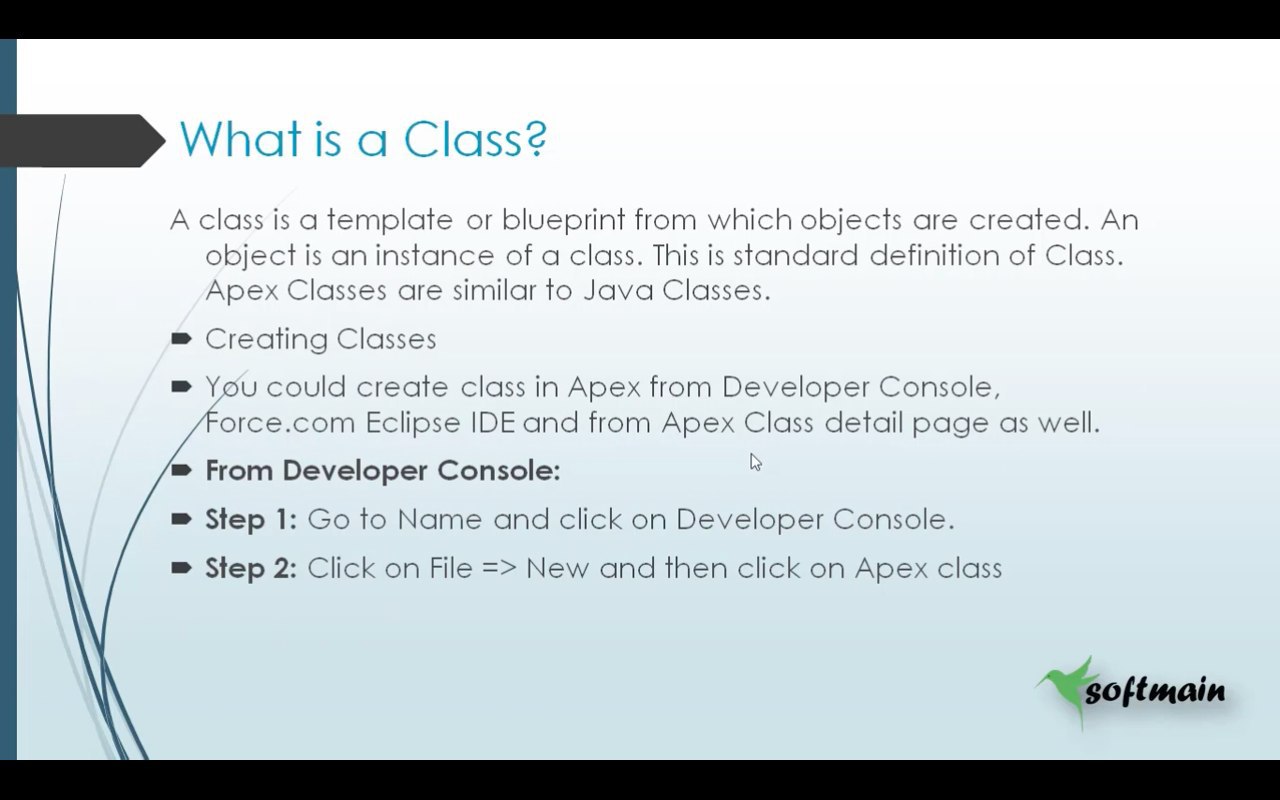 What is a Class?
A class is a template or blueprint from which objects are created. An
object is an instance of a class. This is standard definition of Class.
Apex Classes are similar to Java Classes.
Creating Classes
You could create class in Apex from Developer Console,
Force.com Eclipse IDE and from Apex Class detail page as well.
From Developer Console:
Step 1: Go to Name and click on Developer Console.
Step 2: Click on File => New and then click on Apex class
softmain